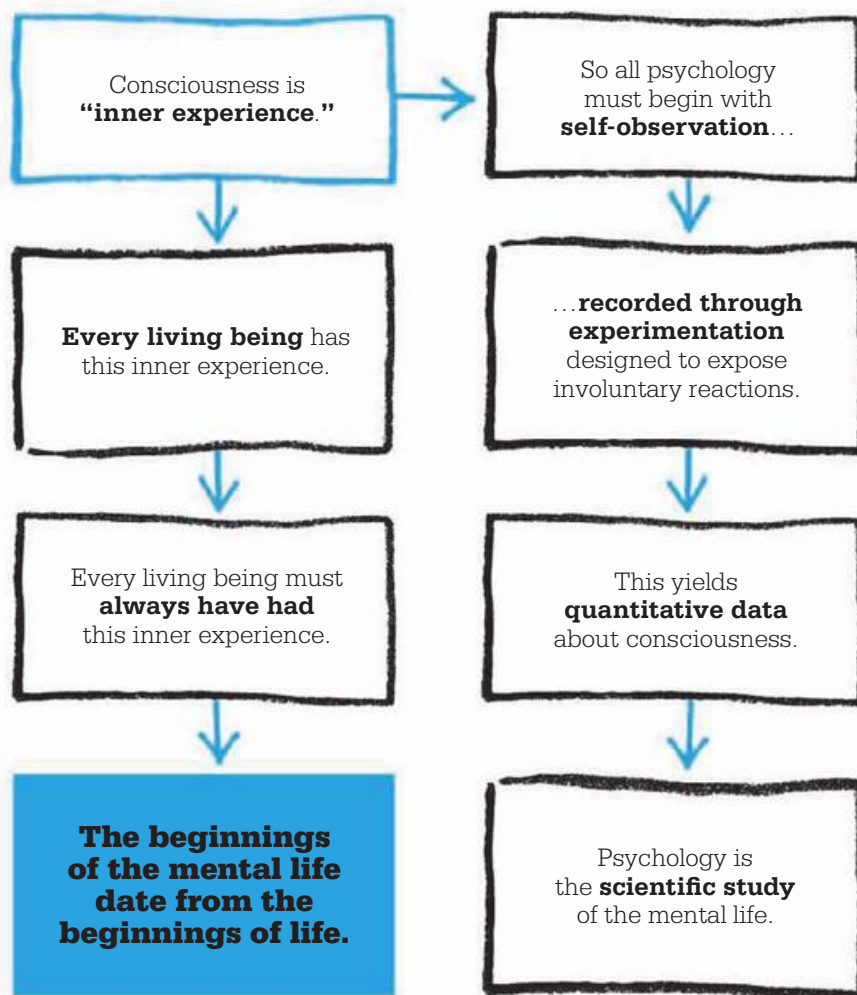 Consciousness is
“inner experience.”
So all psychology
must begin with
self-observation…
Every living being has
this inner experience.
…recorded through
experimentation
designed to expose
involuntary reactions.
Every living being must
always have had
this inner experience.
This yields
quantitative data
about consciousness.
The beginnings
of the mental life
date from the
beginnings of life.
Psychology is
the scientific study
of the mental life.